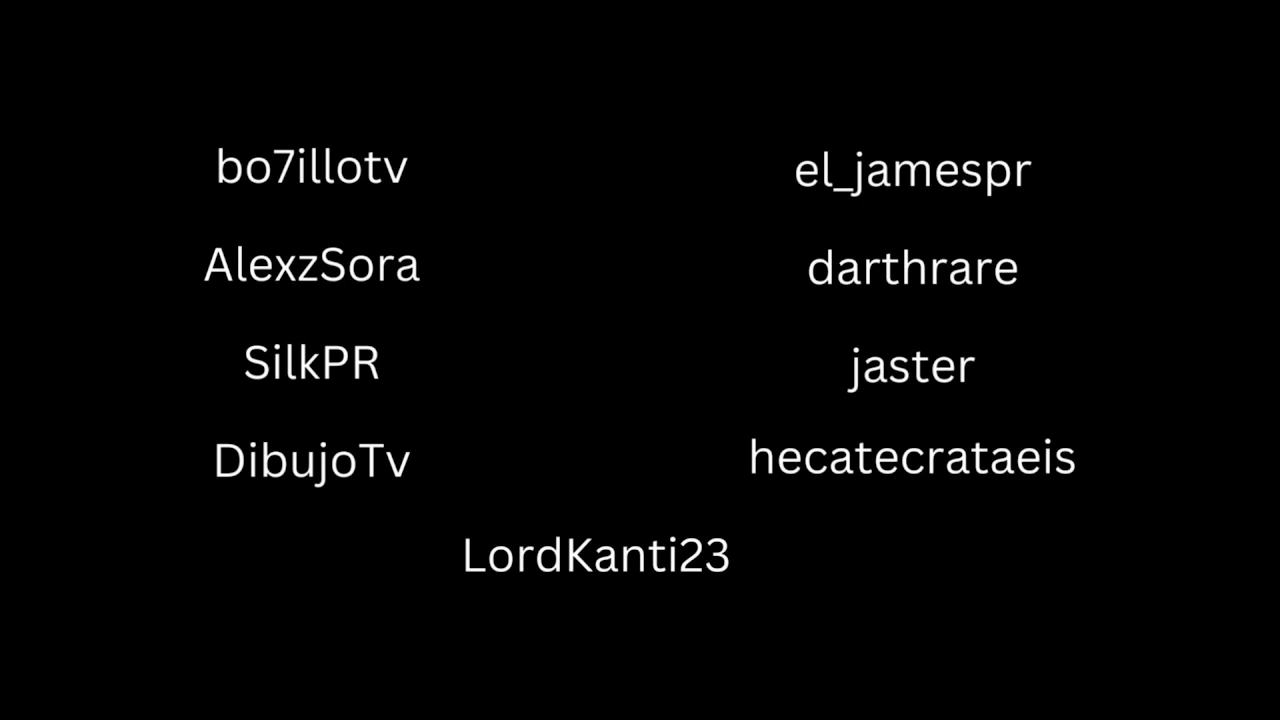 bo7illotv
AlexzSora
SilkPR
DibujoTv
el_jamespr
darthrare
jaster
hecatecrataeis
LordKanti23